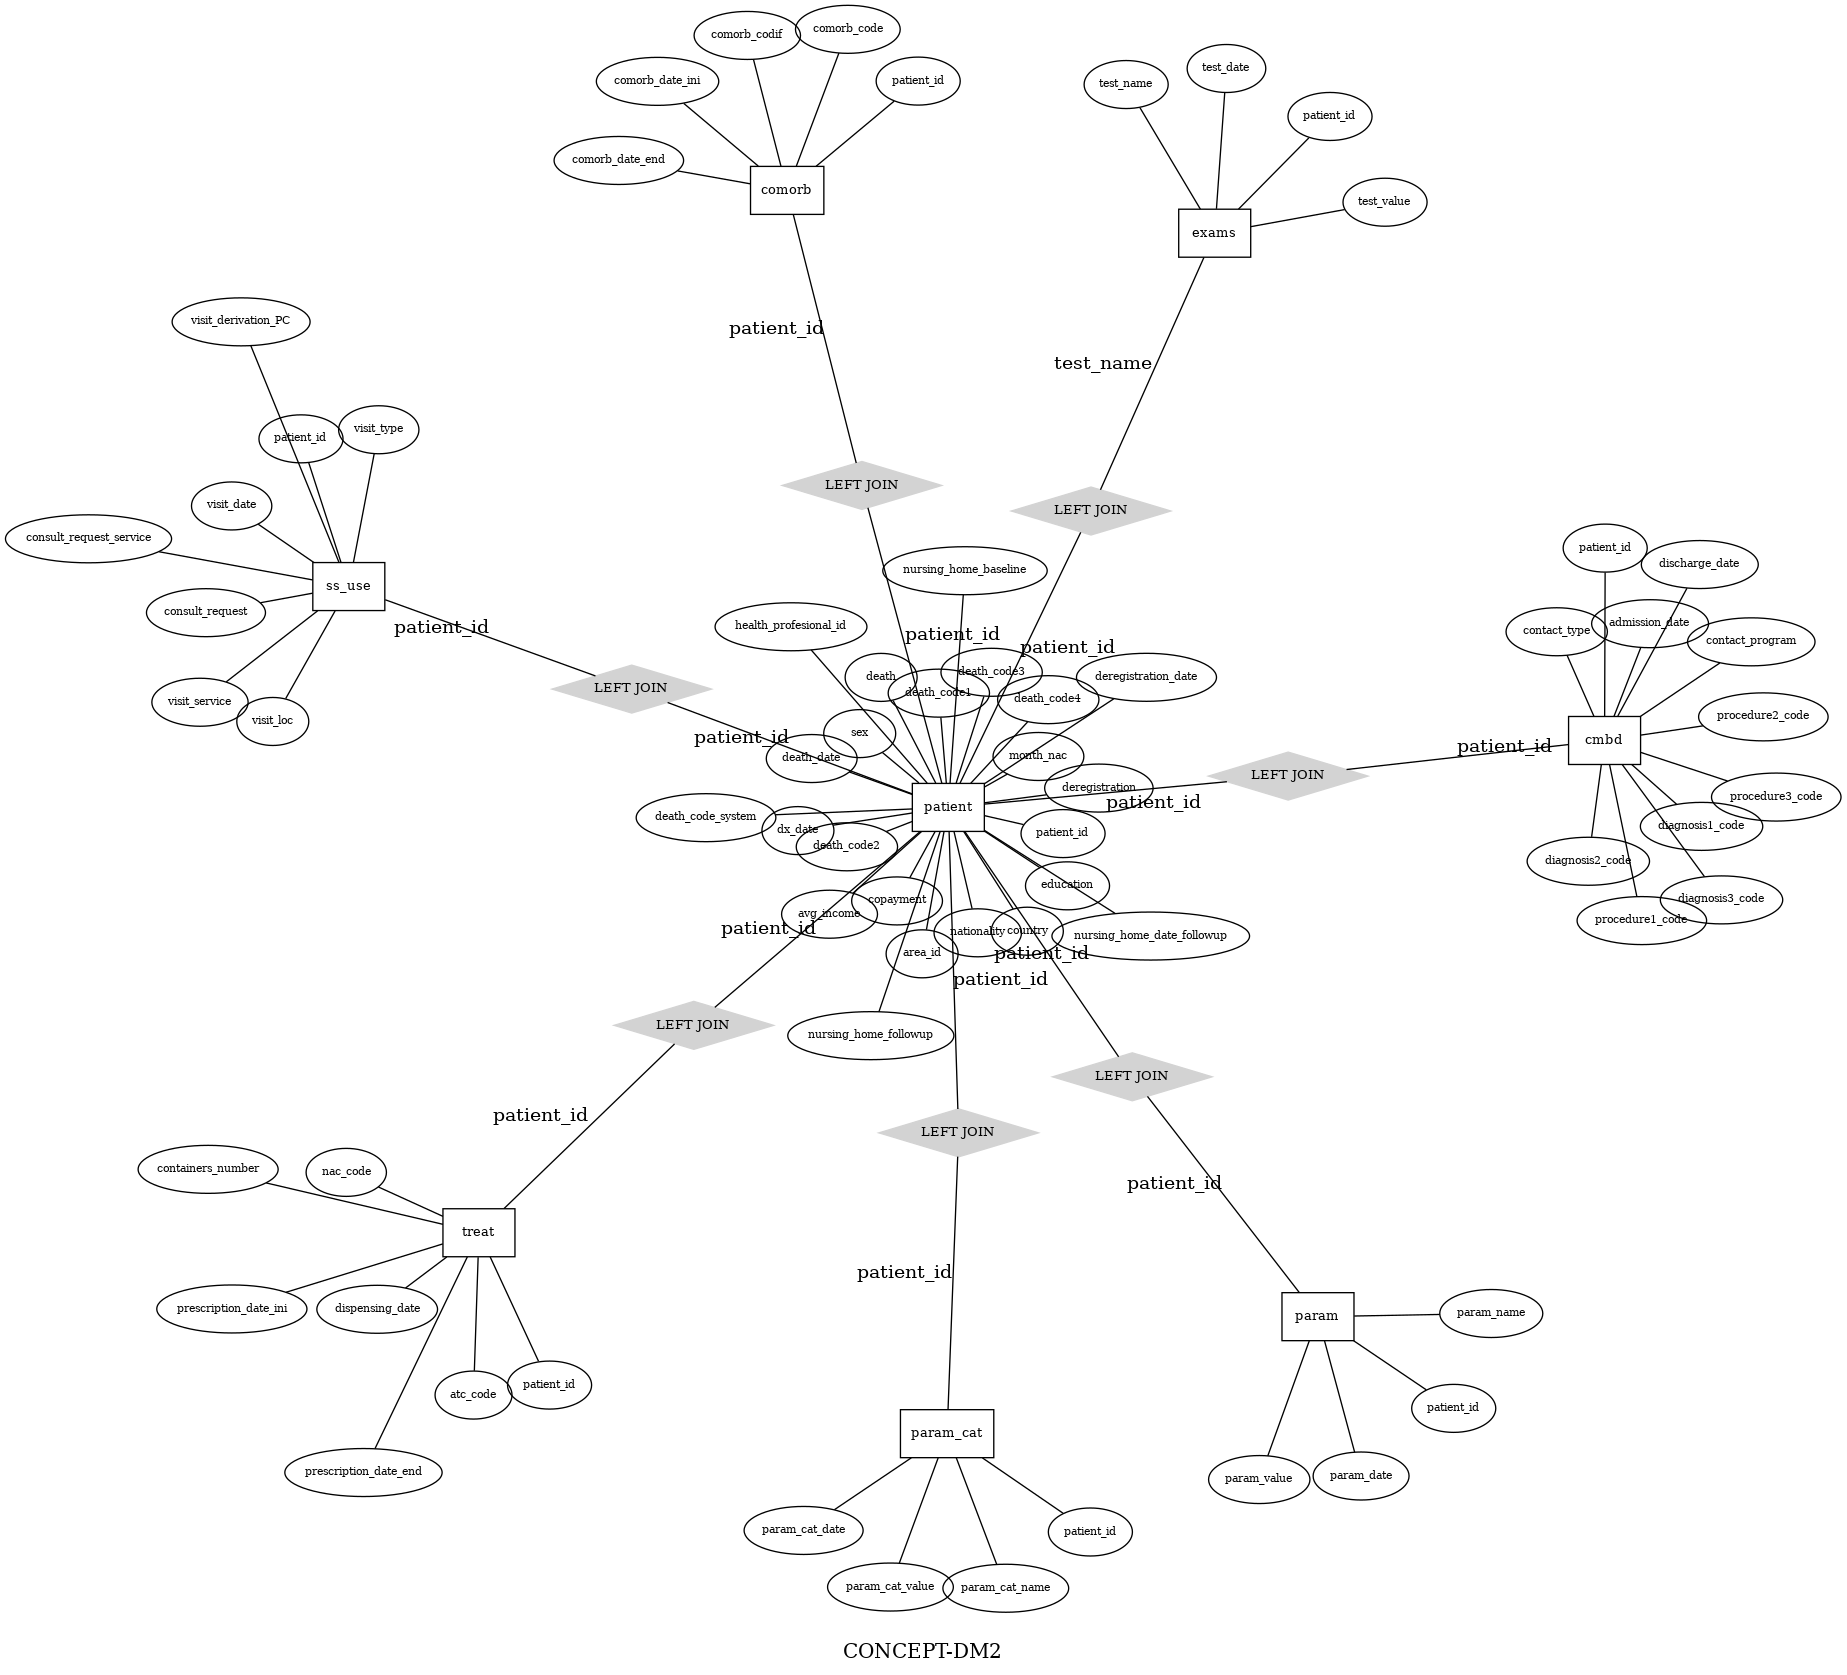 comorb_code
comorb_codif
comorb_date_ini
patient_id
comorb_date_end
comorb
test_date
test_name
patient_id
test_value
exams
visit_derivation_PC
patient_id
visit_type
visit_date
consult_request_service
ss_use
consult_request
visit_service
visit_loc
patient_id
patient_id
test_name
LEFT JOIN
LEFT JOIN
LEFT JOIN
patient_id
patient_id
patient_id
nursing_home_baseline
health_profesional_id
death
death_code1
death_code3
death_code4
deregistration_date
sex
death_date
month_nac
deregistration
patient
death_code_system
dx_date
death_code2
patient_id
education
copayment
avg_income
nationality
country
area_id
nursing_home_date_followup
nursing_home_followup
patient_id
LEFT JOIN
patient_id
patient_id
discharge_date
admission_date
contact_type
contact_program
procedure2_code
cmbd
procedure3_code
diagnosis1_code
diagnosis2_code
diagnosis3_code
procedure1_code
patient_id
patient_id
patient_id
LEFT JOIN
LEFT JOIN
LEFT JOIN
patient_id
patient_id
patient_id
containers_number
nac_code
treat
prescription_date_ini
dispensing_date
atc_code
patient_id
prescription_date_end
param
param_name
patient_id
param_value
param_date
param_cat
param_cat_date
patient_id
param_cat_value
param_cat_name
CONCEPT-DM2